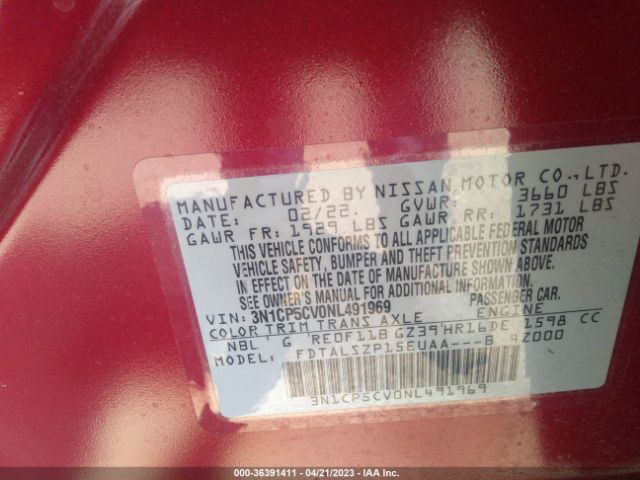 MANUFACTURED BY NISSAN MOTOR CO.,LTD.
DATE: 02/22. GVWR: 3660 LBS
GAWR FR: 1929 LBS GAWR RR: 1731 LBS
THIS VEHICLE CONFORMS TO ALL APPLICABLE FEDERAL MOTOR
VEHICLE SAFETY, BUMPER AND THEFT PREVENTION STANDARDS
IN EFFECT ON THE DATE OF MANUFACTURE SHOWN ABOVE.
SEE OWNER'S MANUAL FOR ADDITIONAL INFORMATION.
VIN: 3N1CP5CV0NL491969 PASSENGER CAR.
COLOR TRIM TRANS AXLE ENGINE
NBL G RE0F11B GZ39 HR16DE 1598 CC
FDTALSZP15EUAA---B 4Z000
3N1CP5CV0NL491969
000-36391411 - 04/21/2023 - IAA Inc.